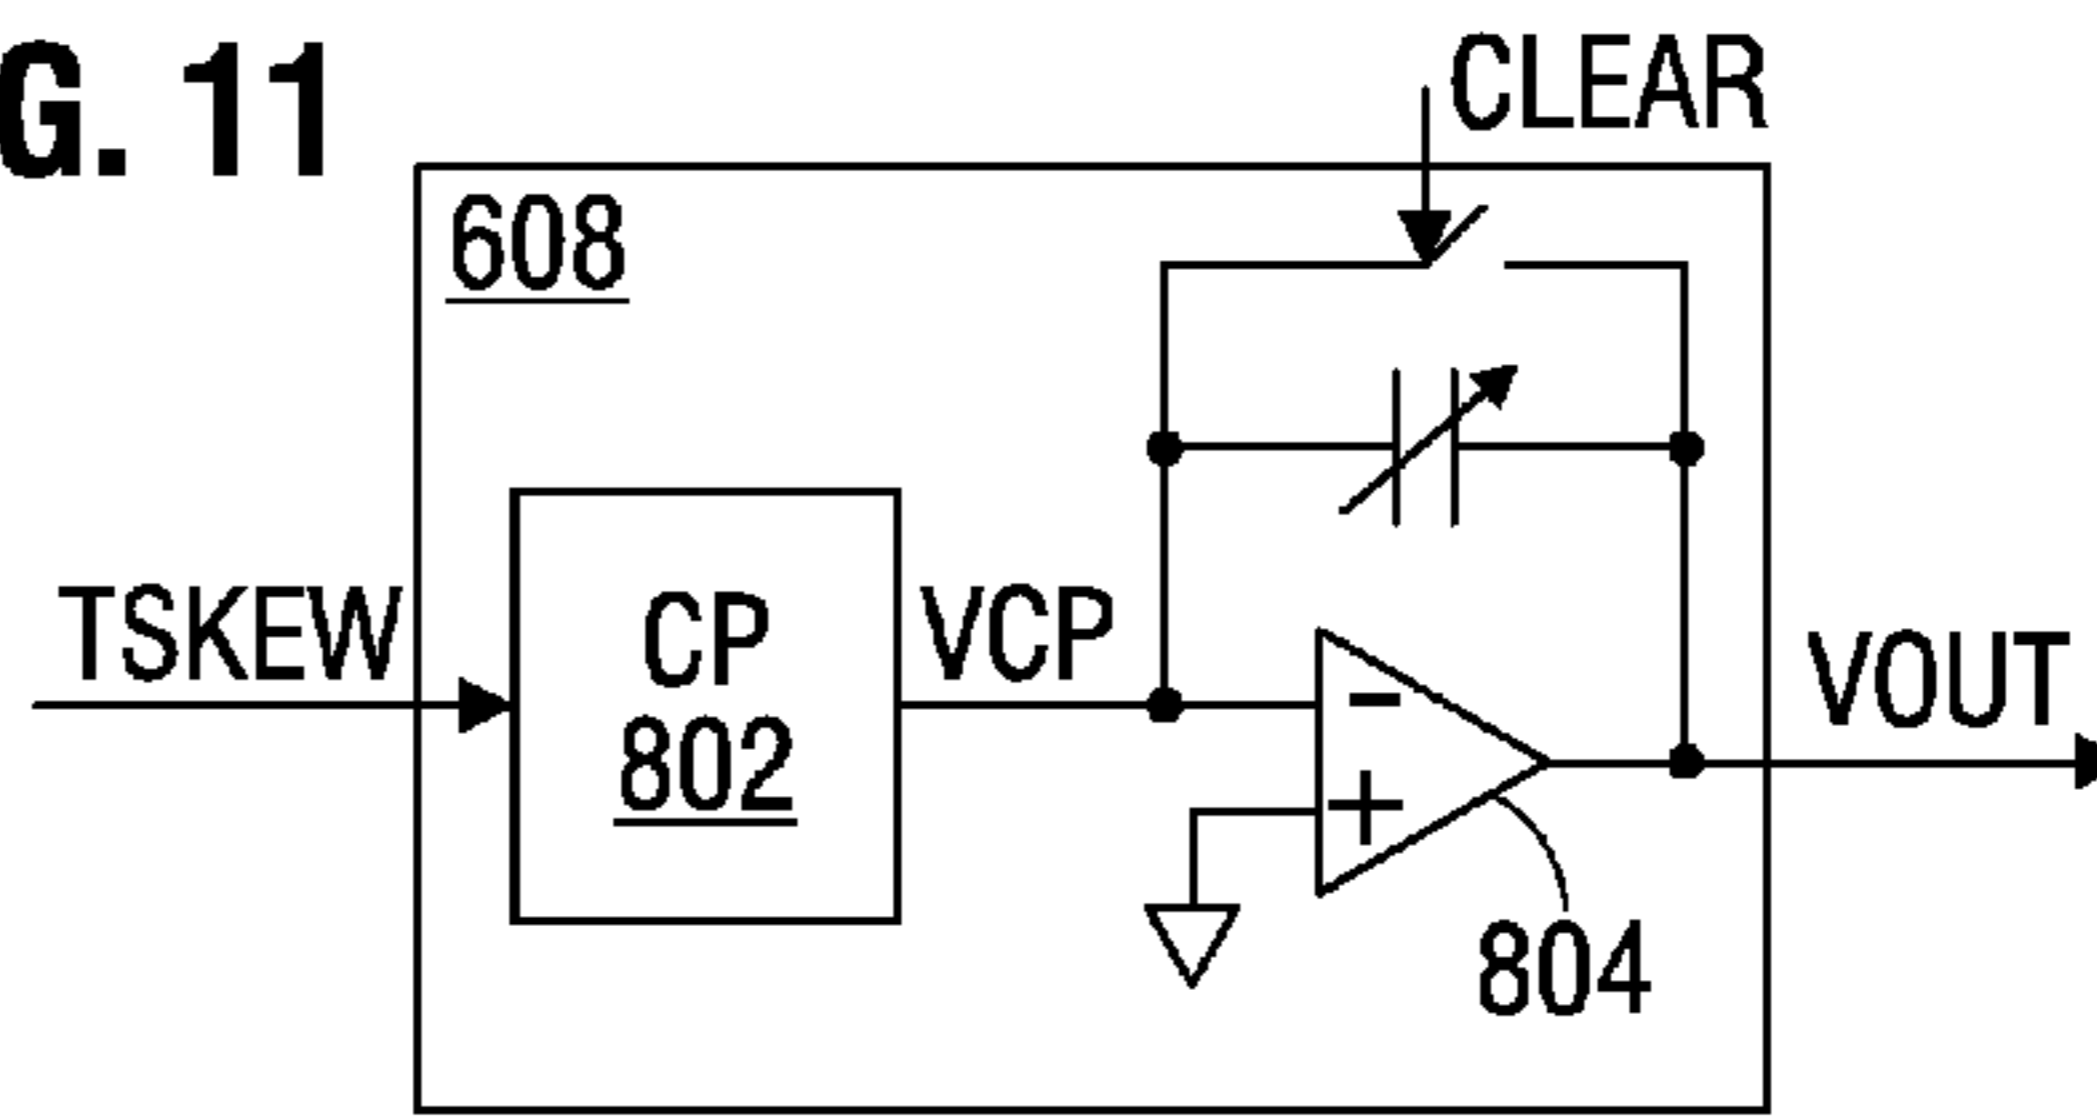 G. 11
CLEAR
608
TSKEW
CP
802
VCP
-
+
VOUT
804